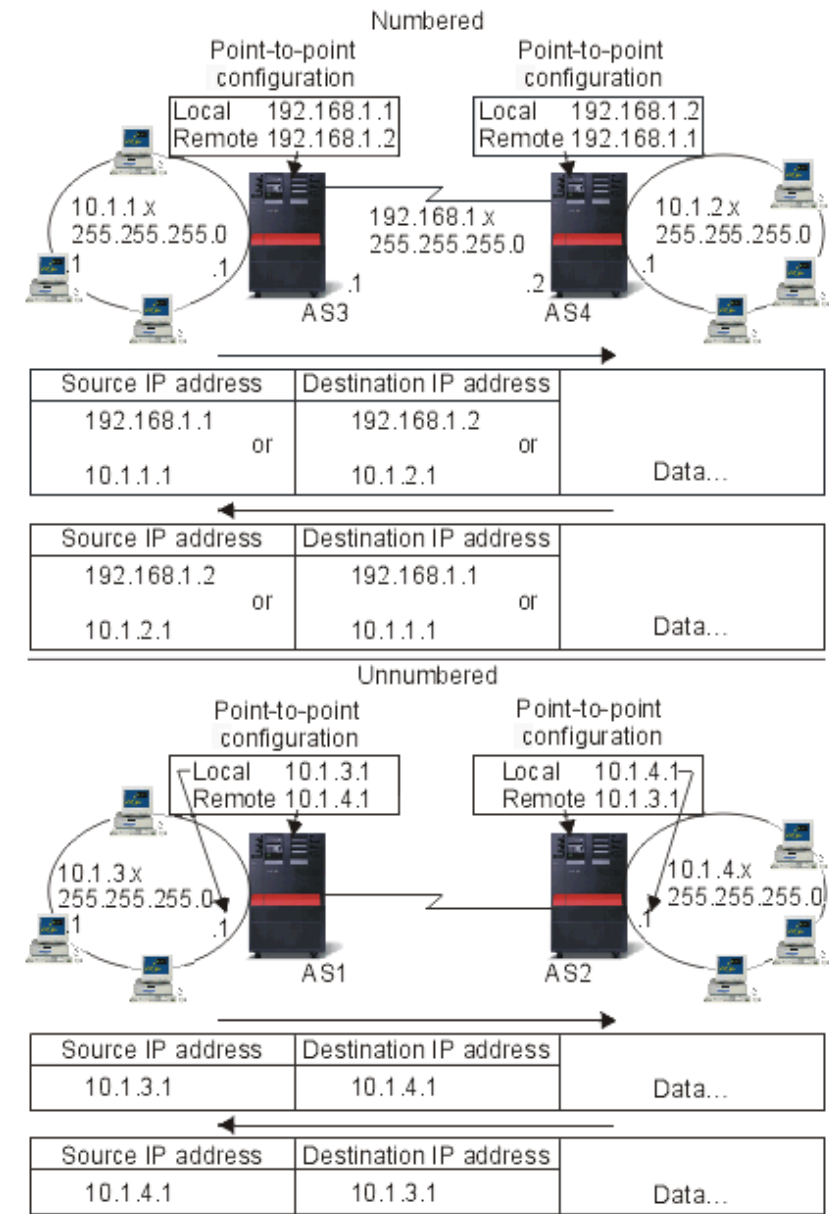 Numbered
Point-to-point configuration
Local 192.168.1.1
Remote 192.168.1.2
Point-to-point configuration
Local 192.168.1.2
Remote 192.168.1.1
10.1.1.x
255.255.255.0
.1
.1
192.168.1.x
255.255.255.0
.1
.2
10.1.2.x
255.255.255.0
.1
AS3
AS4
Source IP address Destination IP address
192.168.1.1 192.168.1.2
or or
10.1.1.1 10.1.2.1 Data...
Source IP address Destination IP address
192.168.1.2 192.168.1.1
or or
10.1.2.1 10.1.1.1 Data...
Unnumbered
Point-to-point configuration
Local 10.1.3.1
Remote 10.1.4.1
Point-to-point configuration
Local 10.1.4.1
Remote 10.1.3.1
10.1.3.x
255.255.255.0
.1
.1
10.1.4.x
255.255.255.0
.1
AS1
AS2
Source IP address Destination IP address
10.1.3.1 10.1.4.1 Data...
Source IP address Destination IP address
10.1.4.1 10.1.3.1 Data...